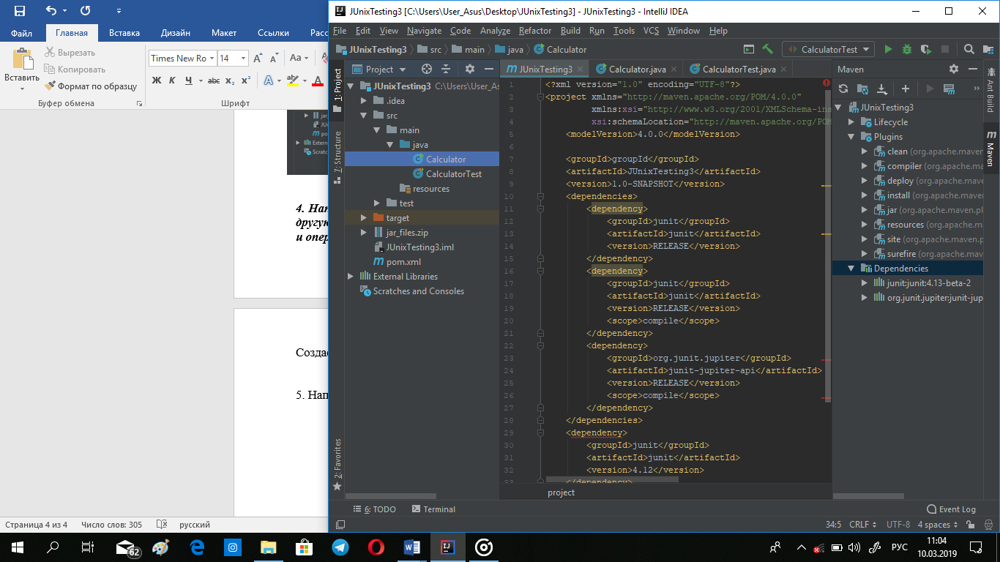 Файл
Главная
Вставка
Дизайн
Макет
Ссылки
Расс
Вставить
Вырезать
Копировать
Формат по образцу
Буфер обмена
Times New Ro
14
Aa
Ж К Ч abc x₂ x²
Шрифт
4. Нап
другую
и опер
Создае
5. Нап
Страница 4 из 4
Число слов: 305
русский
JUnixTesting3 [C:\Users\User_Asus\Desktop\JUnixTesting3] - JUnixTesting3 - IntelliJ IDEA
File Edit View Navigate Code Analyze Refactor Build Run Tools VCS Window Help
JUnixTesting3 src main java Calculator
CalculatorTest
1: Project
7: Structure
2: Favorites
Project
JUnixTesting3 C:\Users\User_As
.idea
src
main
java
Calculator
CalculatorTest
resources
test
target
jar_files.zip
JUnixTesting3.iml
pom.xml
External Libraries
Scratches and Consoles
JUnixTesting3
Calculator.java
CalculatorTest.java
1 <?xml version="1.0" encoding="UTF-8"?>
2 <project xmlns="http://maven.apache.org/POM/4.0.0"
3 xmlns:xsi="http://www.w3.org/2001/XMLSchema-ins
4 xsi:schemaLocation="http://maven.apache.org/POM
5 <modelVersion>4.0.0</modelVersion>
6
7 <groupId>groupId</groupId>
8 <artifactId>JUnixTesting3</artifactId>
9 <version>1.0-SNAPSHOT</version>
10 <dependencies>
11 <dependency>
12 <groupId>junit</groupId>
13 <artifactId>junit</artifactId>
14 <version>RELEASE</version>
15 </dependency>
16 <dependency>
17 <groupId>junit</groupId>
18 <artifactId>junit</artifactId>
19 <version>RELEASE</version>
20 <scope>compile</scope>
21 </dependency>
22 <dependency>
23 <groupId>org.junit.jupiter</groupId>
24 <artifactId>junit-jupiter-api</artifactId>
25 <version>RELEASE</version>
26 <scope>compile</scope>
27 </dependency>
28 </dependencies>
29 <dependency>
30 <groupId>junit</groupId>
31 <artifactId>junit</artifactId>
32 <version>4.12</version>
33 </dependency>
project
Maven
JUnixTesting3
Lifecycle
Plugins
clean (org.apache.maven
compiler (org.apache.ma
deploy (org.apache.mave
install (org.apache.mave
jar (org.apache.maven.pl
resources (org.apache.m
site (org.apache.maven.p
surefire (org.apache.mav
Dependencies
junit:junit:4.13-beta-2
org.junit.jupiter:junit-jup
Ant Build
Maven
6: TODO
Terminal
Event Log
34:5 CRLF UTF-8 4 spaces
62
РУС
11:04
10.03.2019